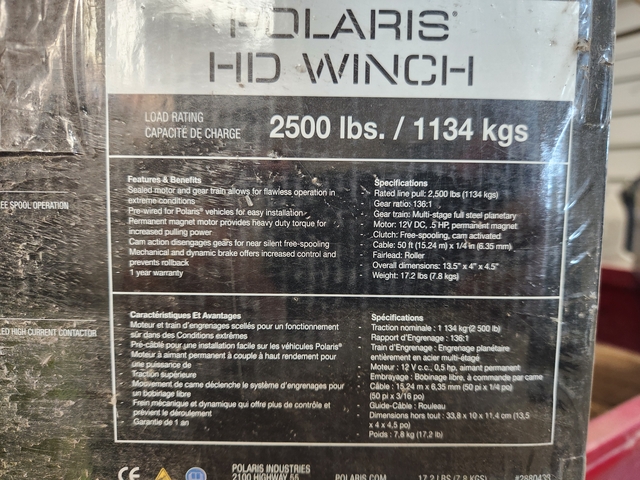 POLARIS
HD WINCH
LOAD RATING
CAPACITÉ DE CHARGE
2500 lbs. / 1134 kgs
Features & Benefits
Sealed motor and gear train allows for flawless operation in
extreme conditions
Pre-wired for Polaris® vehicles for easy installation
Permanent magnet motor provides heavy duty torque for
increased pulling power
Cam action disengages gears for near silent free-spooling
Mechanical and dynamic brake offers increased control and
prevents rollback
1 year warranty
Specifications
Rated line pull: 2,500 lbs (1134 kgs)
Gear ratio: 136:1
Gear train: Multi-stage full steel planetary
Motor: 12V DC, .5 HP, permanent magnet
Clutch: Free-spooling, cam activated
Cable: 50 ft (15.24 m) x 1/4 in (6.35 mm)
Fairlead: Roller
Overall dimensions: 13.5" x 4" x 4.5"
Weight: 17.2 lbs (7.8 kgs)
EE SPOOL OPERATION
Caractéristiques Et Avantages
Moteur et train d'engrenages scellés pour un fonctionnement
sûr dans des Conditions extrêmes
Pré-câblé pour une installation facile sur les véhicules Polaris®
Moteur à aimant permanent à couple à haut rendement pour
une puissance de
Traction supérieure
Mouvement de came déclenche le système d'engrenages pour
un bobinage libre
Frein mécanique et dynamique qui offre plus de contrôle et
prévient le déroulement
Garantie de 1 an
Spécifications
Traction nominale : 1 134 kg (2 500 lb)
Rapport d'Engrenage : 136:1
Train d'Engrenage : Engrenage planétaire
entièrement en acier multi-étagé
Moteur : 12 V c.c., 0,5 hp, aimant permanent
Embrayage : Bobinage libre, à commande par came
Câble : 15,24 m x 6,35 mm (50 pi x 1/4 po)
(50 pi x 3/16 po)
Guide-Câble : Rouleau
Dimensions hors tout : 33,8 x 10 x 11.4 cm (13,5
x 4 x 4,5 po)
Poids : 7,8 kg (17,2 lb)
LED HIGH CURRENT CONTACTOR
CE
POLARIS INDUSTRIES
2100 HIGHWAY 55
POLARIS.COM
17.2 LBS (7.8 KGS)